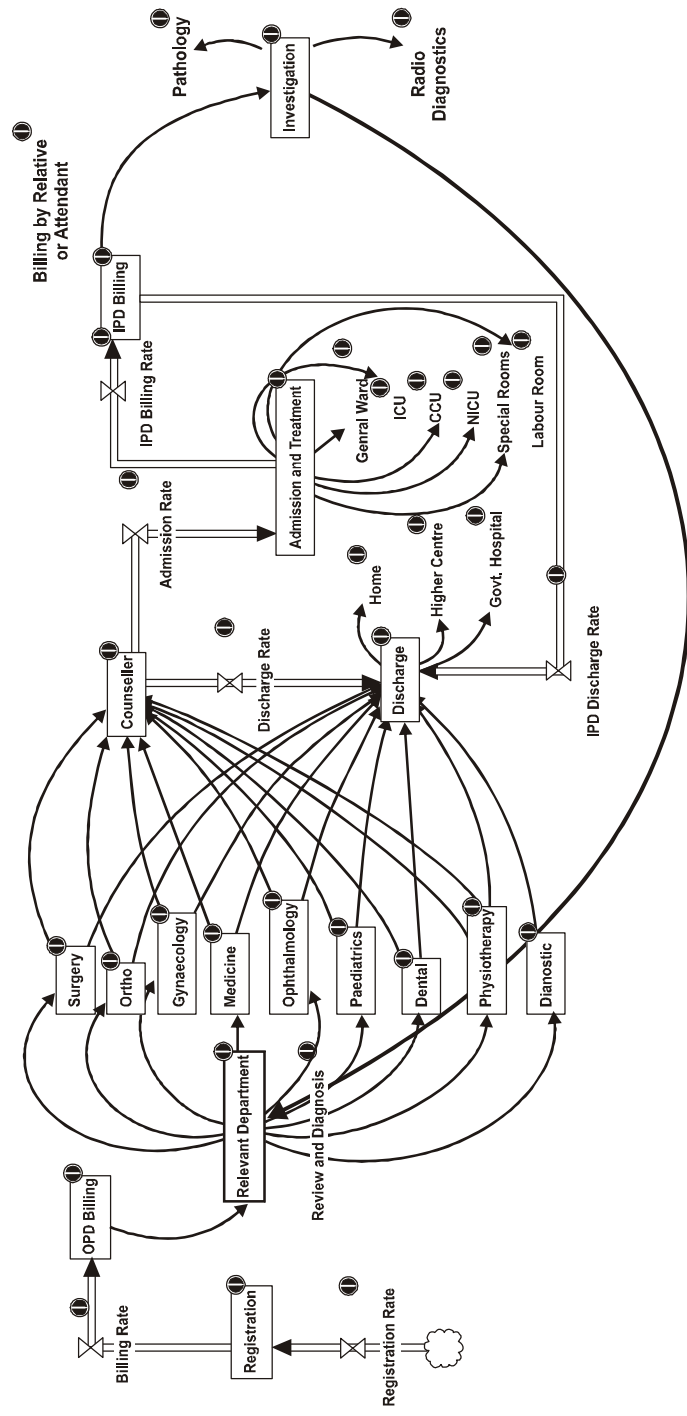 Registration Rate
Registration
Billing Rate
OPD Billing
Relevant Department
Review and Diagnosis
Surgery
Ortho
Gynaecology
Medicine
Ophthalmology
Paediatrics
Dental
Physiotherapy
Dianostic
Counseller
Discharge Rate
Discharge
Home
Higher Centre
Govt. Hospital
IPD Discharge Rate
Admission Rate
Admission and Treatment
Genral Ward
ICU
CCU
NICU
Special Rooms
Labour Room
IPD Billing Rate
IPD Billing
Billing by Relative
or Attendant
Investigation
Pathology
Radio
Diagnostics